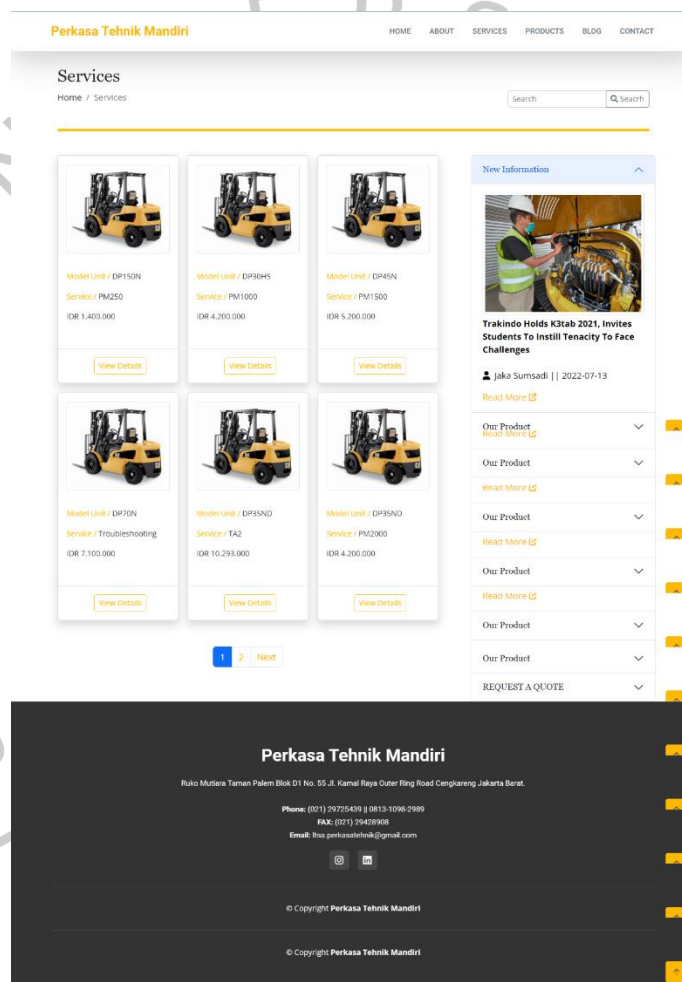 Perkasa Tehnik Mandiri
HOME ABOUT SERVICES PRODUCTS BLOG CONTACT
Services
Home / Services
Search
Seacrh
Model Unit / DP150N
Service / PM250
IDR 1.400.000
View Details
Model Unit / DP30HS
Service / PM1000
IDR 4.200.000
View Details
Model Unit / DP45N
Service / PM1500
IDR 5.200.000
View Details
Model Unit / DP70N
Service / Troubleshooting
IDR 7.100.000
View Details
Model Unit / DP35ND
Service / TA2
IDR 10.293.000
View Details
Model Unit / DP35ND
Service / PM2000
IDR 4.200.000
View Details
1 2 Next
New Information
Trakindo Holds K3tab 2021, Invites
Students To Instill Tenacity To Face
Challenges
Jaka Sumsadi || 2022-07-13
Read More
Our Product
Read More
Our Product
Read More
Our Product
Read More
Our Product
Read More
Our Product
Our Product
REQUEST A QUOTE
Perkasa Tehnik Mandiri
Ruko Mutiara Taman Palem Blok D1 No. 55 Jl. Kamal Raya Outer Ring Road Cengkareng Jakarta Barat.
Phone: (021) 29725439 || 0813-1098-2989
FAX: (021) 29428908
Email: ltsa.perkasatehnik@gmail.com
© Copyright Perkasa Tehnik Mandiri
© Copyright Perkasa Tehnik Mandiri